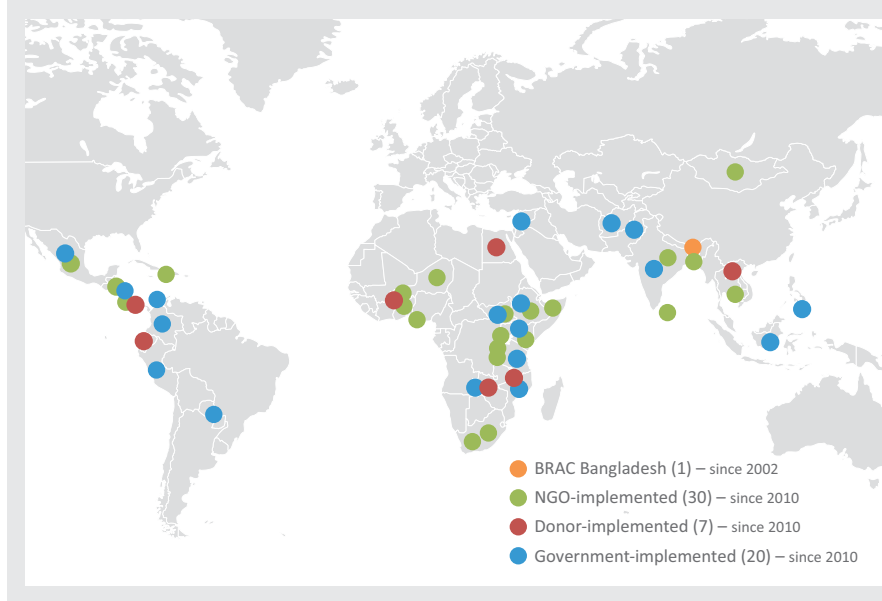 BRAC Bangladesh (1) – since 2002
NGO-implemented (30) – since 2010
Donor-implemented (7) – since 2010
Government-implemented (20) – since 2010